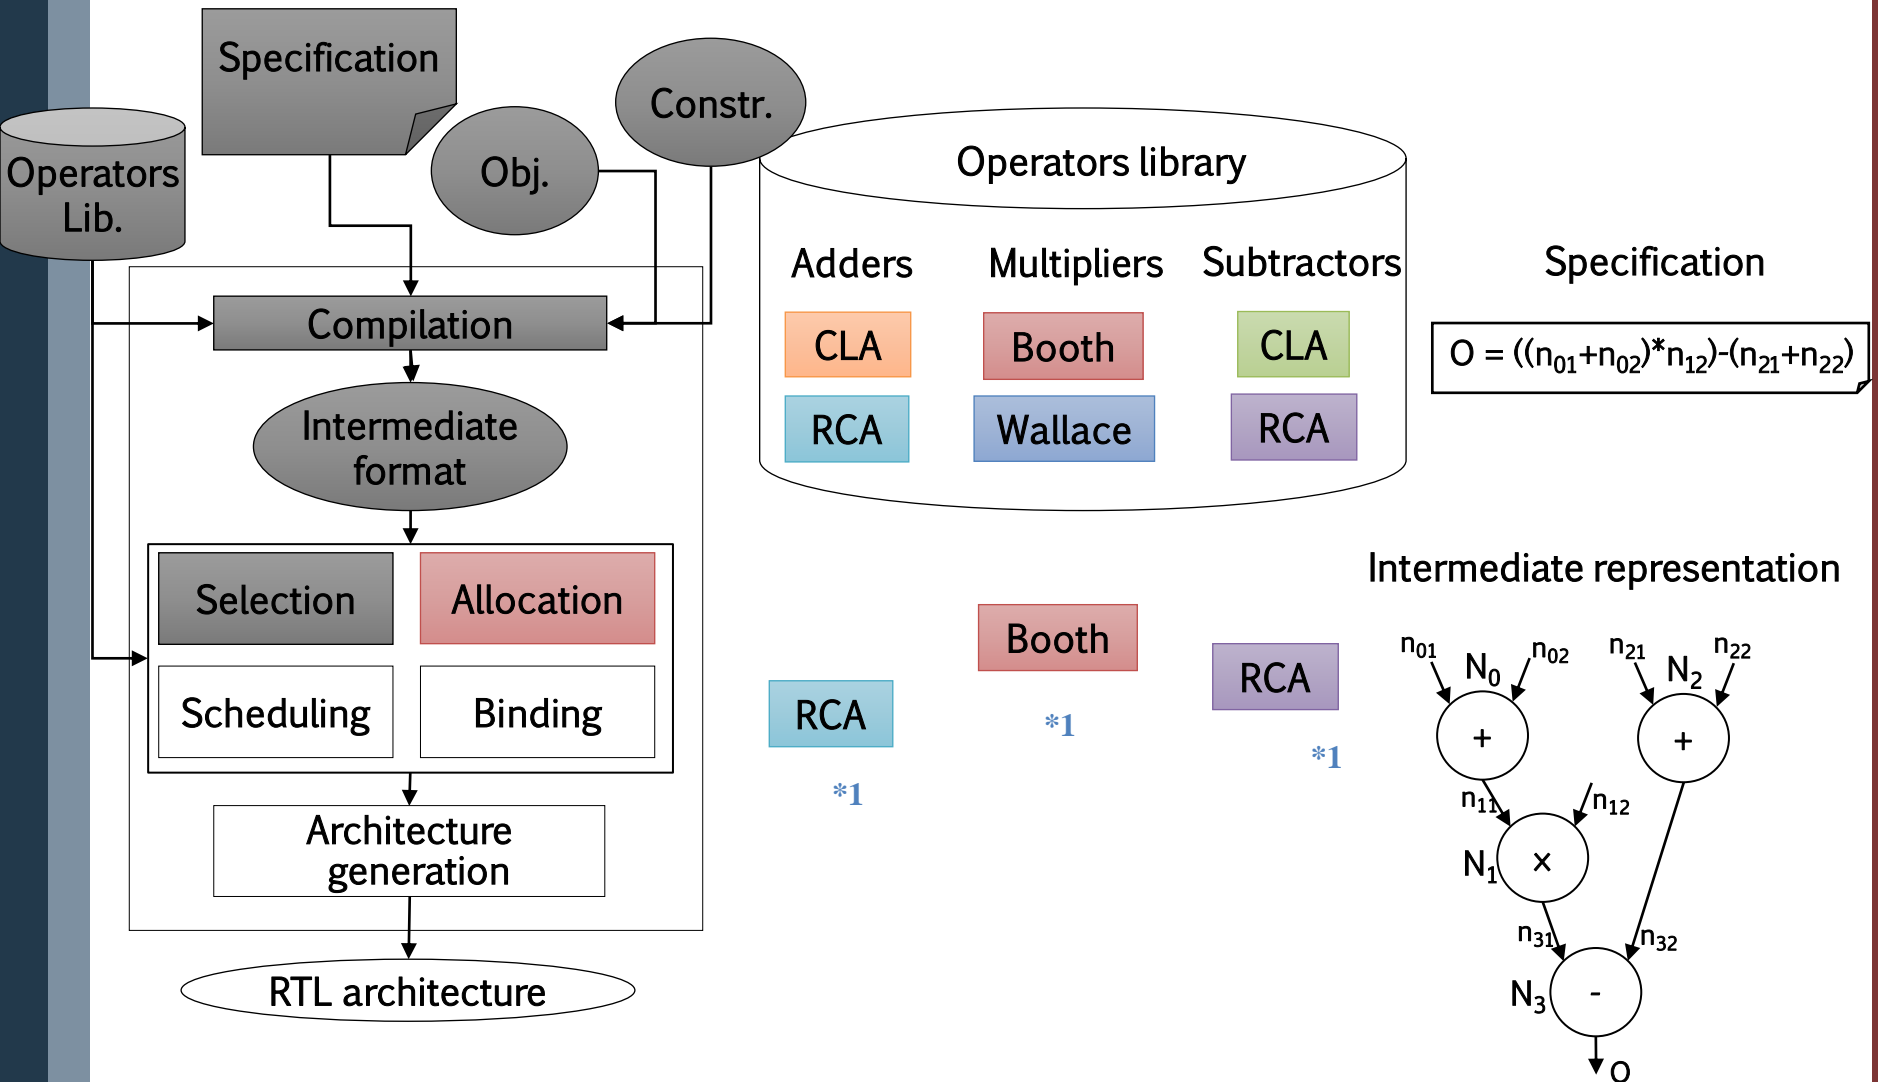 Specification
Constr.
Operators
Lib.
Obj.
Compilation
Intermediate
format
Selection
Allocation
Scheduling
Binding
Architecture
generation
RTL architecture
Operators library
Adders
Multipliers
Subtractors
CLA
Booth
CLA
RCA
Wallace
RCA
Specification
O = ((n01+n02)*n12)-(n21+n22)
RCA
*1
Booth
*1
RCA
*1
Intermediate representation
n01
N0
n02
n21
N2
n22
+
+
n11
n12
N1
x
n31
n32
N3
-
O